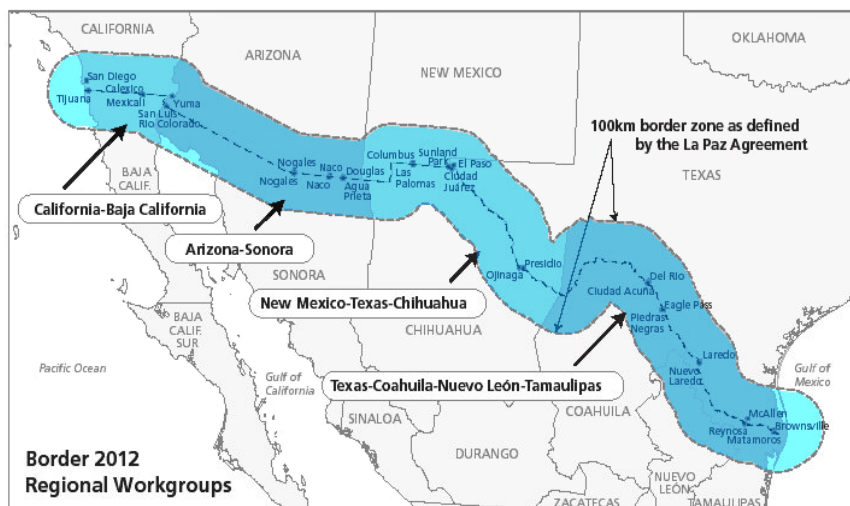 CALIFORNIA
ARIZONA
NEW MEXICO
OKLAHOMA
TEXAS
100km border zone as defined
by the La Paz Agreement
San Diego
Tijuana
Calexico
Mexicali
Yuma
San Luis
Rio Colorado
Nogales
Nogales
Naco
Naco
Douglas
Agua
Prieta
Columbus
Las
Palomas
Sunland
Park
El Paso
Ciudad
Juárez
BAJA
CALIF.
California-Baja California
Arizona-Sonora
SONORA
New Mexico-Texas-Chihuahua
CHIHUAHUA
Ojinaga
Presidio
Ciudad Acuña
Del Rio
Eagle Pass
Piedras
Negras
Laredo
Nuevo
Laredo
McAllen
Reynosa
Brownsville
Matamoros
Texas-Coahuila-Nuevo León-Tamaulipas
BAJA
CALIF.
SUR
Pacific Ocean
Gulf of
California
Gulf of
Mexico
SINALOA
DURANGO
COAHUILA
NUEVO
LEÓN
TAMAULIPAS
ZACATECAS
Border 2012
Regional Workgroups